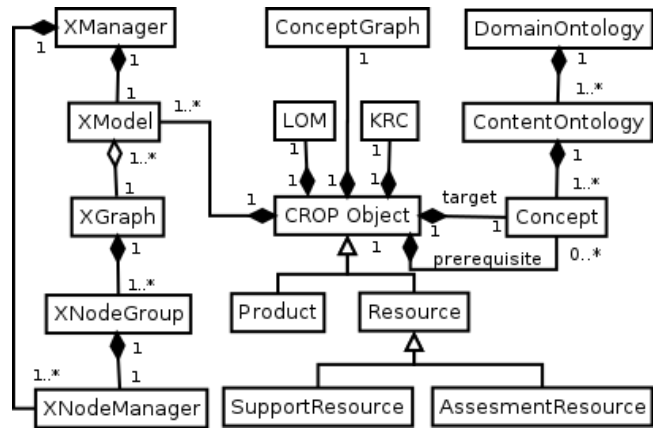 XManager
ConceptGraph
DomainOntology
1
1
1
1
1
1..*
1..*
XModel
LOM
KRC
ContentOntology
1..*
1
1
1
1
1
1
1
1
1..*
XGraph
1
CROP Object
target
Concept
1
1
1
1
prerequisite
0..*
1..*
XNodeGroup
Product
Resource
1
1..*
1
XNodeManager
SupportResource
AssesmentResource